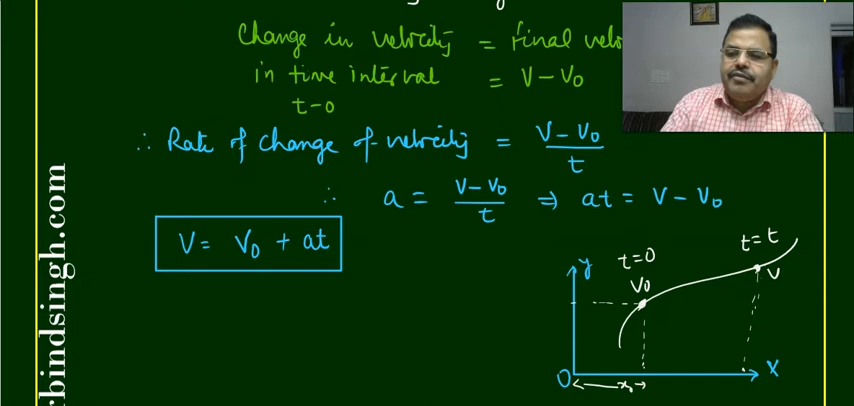 Change in velocity = final velo
in time interval = V - V0
t-0
∴ Rate of change of velocity = (V - V0)/t
∴ a = (V - V0)/t ⇒ at = V - V0
V = V0 + at
t=0
t=t
y
V0
V
O
x0
X
rbindsingh.com